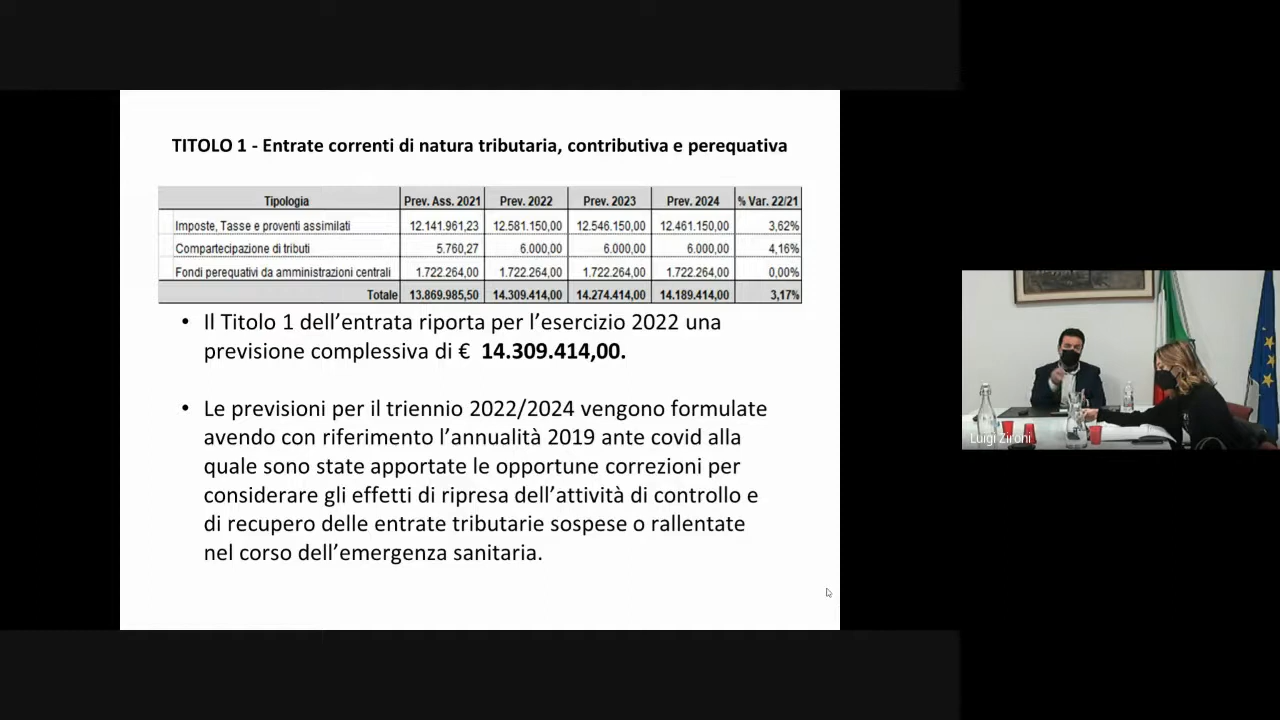 TITOLO 1 - Entrate correnti di natura tributaria, contributiva e perequativa
Tipologia Prev. Ass. 2021 Prev. 2022 Prev. 2023 Prev. 2024 % Var. 22/21
Imposte, Tasse e proventi assimilati 12.141.961,23 12.581.150,00 12.546.150,00 12.461.150,00 3,62%
Compartecipazione di tributi 5.760,27 6.000,00 6.000,00 6.000,00 4,16%
Fondi perequativi da amministrazioni centrali 1.722.264,00 1.722.264,00 1.722.264,00 1.722.264,00 0,00%
Totale 13.869.985,50 14.309.414,00 14.274.414,00 14.189.414,00 3,17%
• Il Titolo 1 dell’entrata riporta per l’esercizio 2022 una
previsione complessiva di € 14.309.414,00.
• Le previsioni per il triennio 2022/2024 vengono formulate
avendo con riferimento l’annualità 2019 ante covid alla
quale sono state apportate le opportune correzioni per
considerare gli effetti di ripresa dell’attività di controllo e
di recupero delle entrate tributarie sospese o rallentate
nel corso dell’emergenza sanitaria.
Luigi Zironi